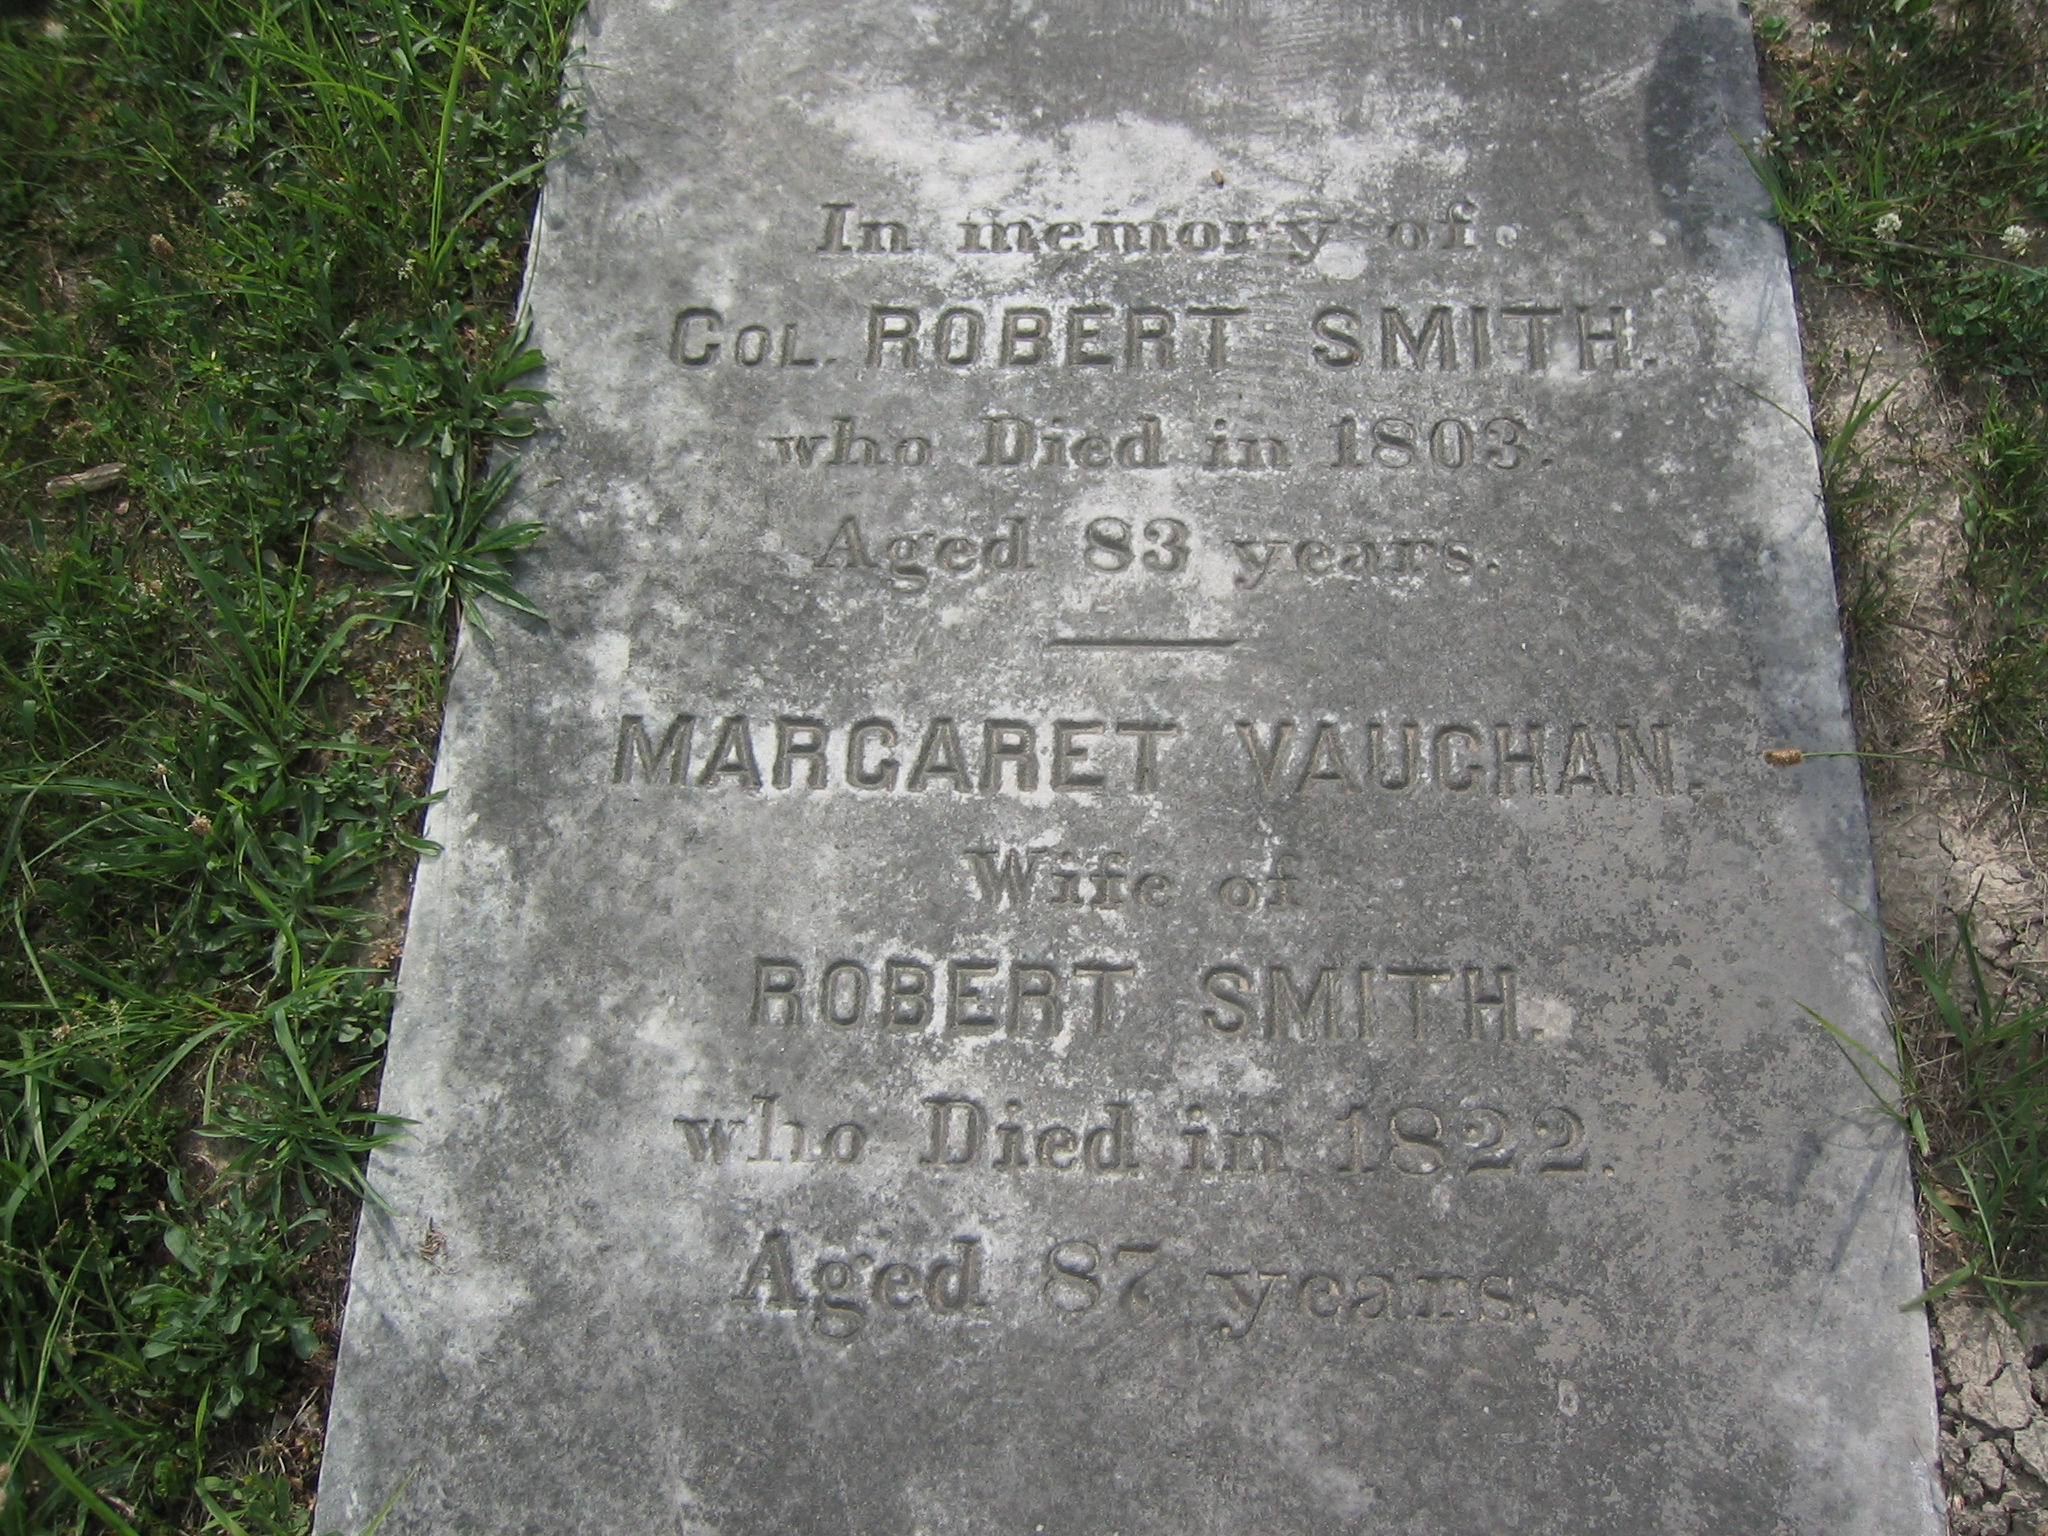 In memory of
COL. ROBERT SMITH.
who Died in 1803.
Aged 83 years.
MARGARET VAUGHAN.
Wife of
ROBERT SMITH.
who Died in 1822.
Aged 87 years.